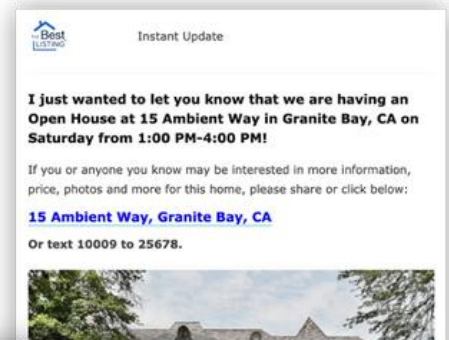 Best
LISTING
Instant Update
I just wanted to let you know that we are having an
Open House at 15 Ambient Way in Granite Bay, CA on
Saturday from 1:00 PM-4:00 PM!
If you or anyone you know may be interested in more information,
price, photos and more for this home, please share or click below:
15 Ambient Way, Granite Bay, CA
Or text 10009 to 25678.